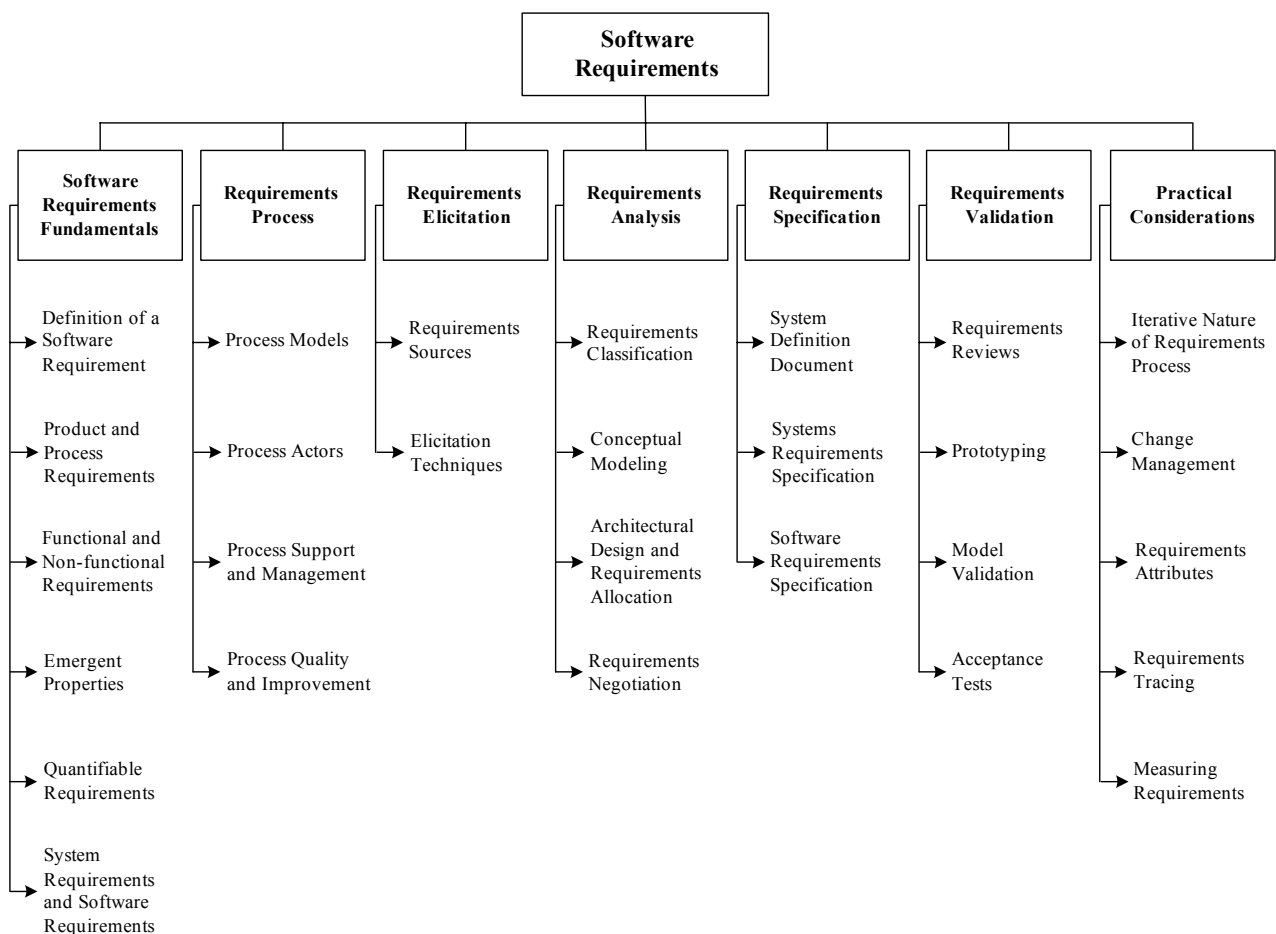 Software
Requirements
Software
Requirements
Fundamentals
Requirements
Process
Requirements
Elicitation
Requirements
Analysis
Requirements
Specification
Requirements
Validation
Practical
Considerations
Definition of a
Software
Requirement
Product and
Process
Requirements
Functional and
Non-functional
Requirements
Emergent
Properties
Quantifiable
Requirements
System
Requirements
and Software
Requirements
Process Models
Process Actors
Process Support
and Management
Process Quality
and Improvement
Requirements
Sources
Elicitation
Techniques
Requirements
Classification
Conceptual
Modeling
Architectural
Design and
Requirements
Allocation
Requirements
Negotiation
System
Definition
Document
Systems
Requirements
Specification
Software
Requirements
Specification
Requirements
Reviews
Prototyping
Model
Validation
Acceptance
Tests
Iterative Nature
of Requirements
Process
Change
Management
Requirements
Attributes
Requirements
Tracing
Measuring
Requirements